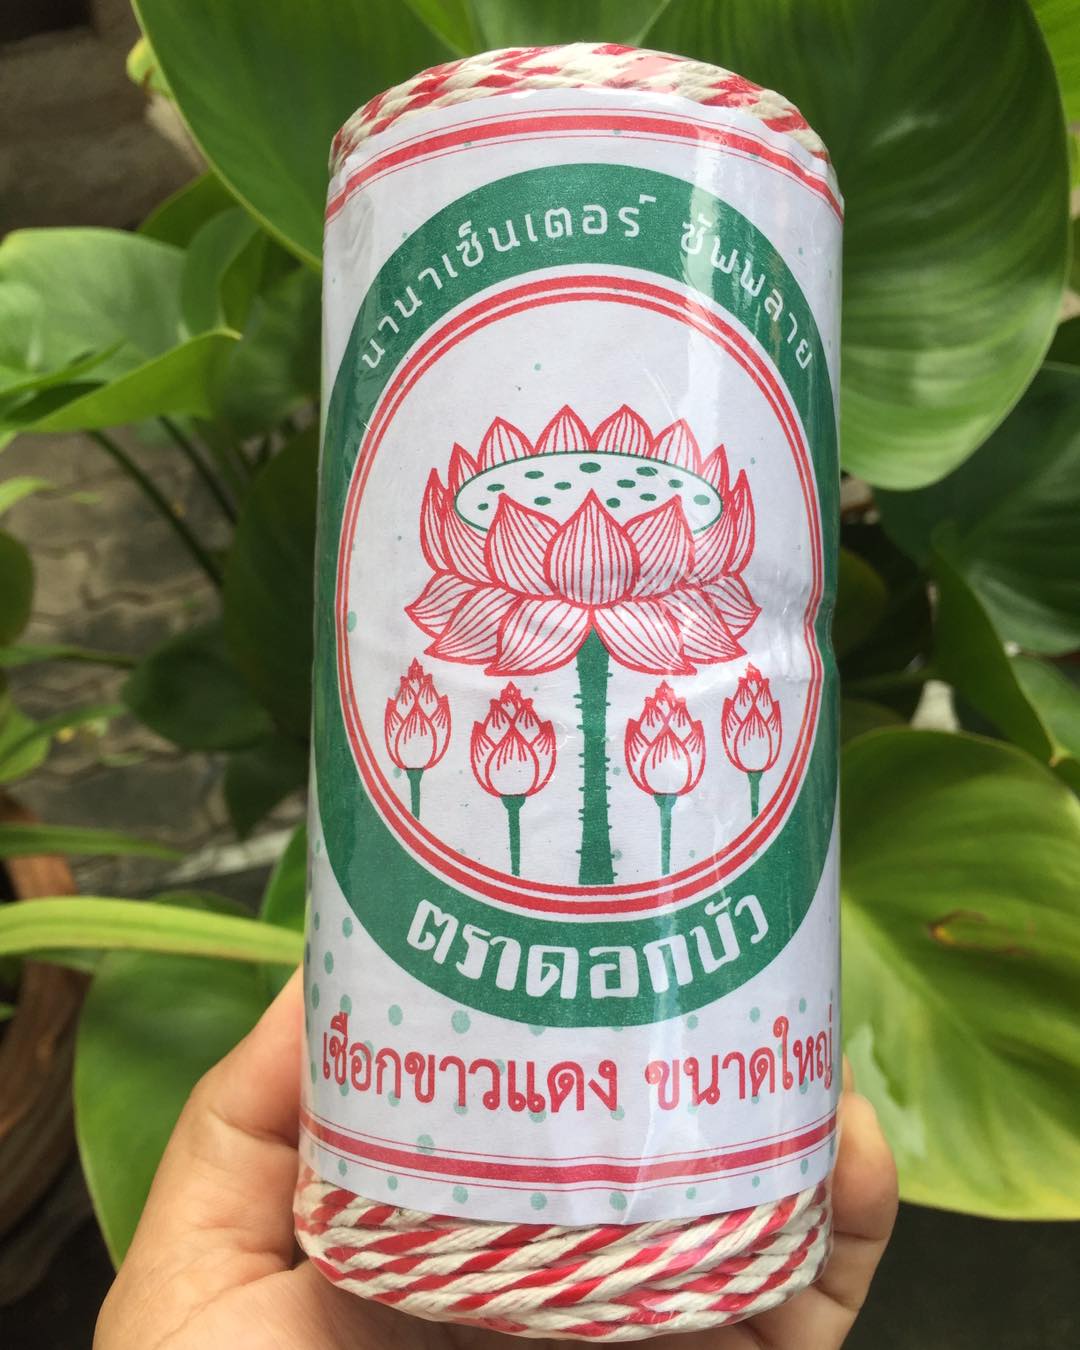 นานาเซ็นเตอร์ ซัพพลาย
ตราดอกบัว
เชือกขาวแดง ขนาดใหญ่